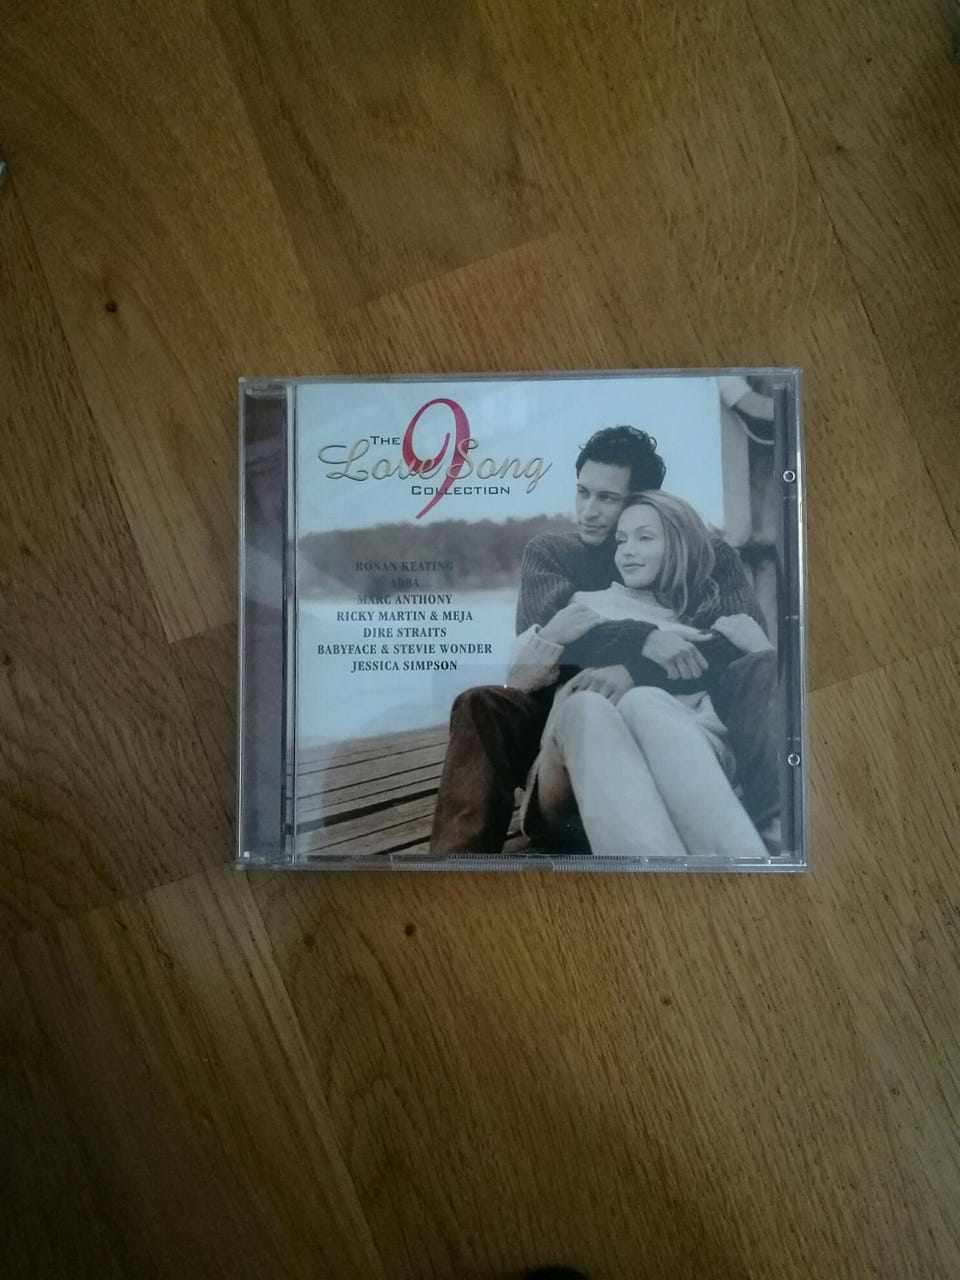 THE 9
Love Song
COLLECTION
RONAN KEATING
ABBA
MARC ANTHONY
RICKY MARTIN & MEJA
DIRE STRAITS
BABYFACE & STEVIE WONDER
JESSICA SIMPSON